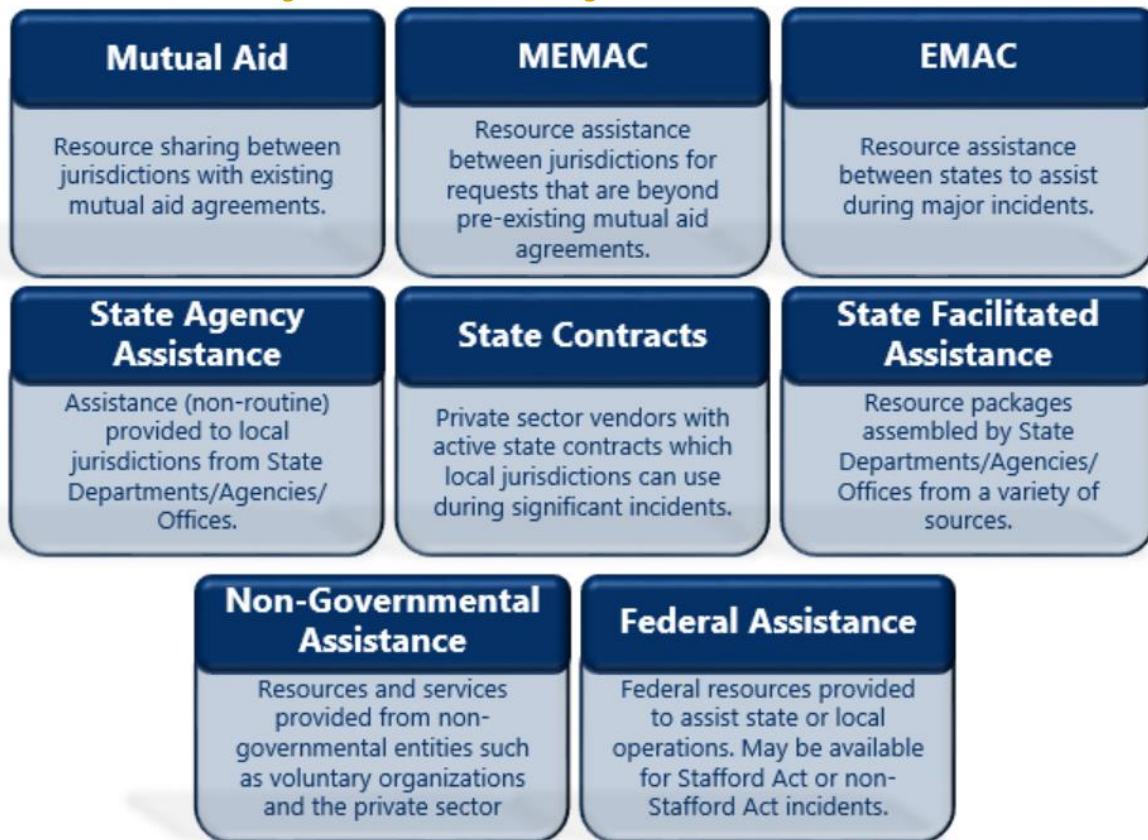 Mutual Aid
Resource sharing between
jurisdictions with existing
mutual aid agreements.
MEMAC
Resource assistance
between jurisdictions for
requests that are beyond
pre-existing mutual aid
agreements.
EMAC
Resource assistance
between states to assist
during major incidents.
State Agency
Assistance
Assistance (non-routine)
provided to local
jurisdictions from State
Departments/Agencies/
Offices.
State Contracts
Private sector vendors with
active state contracts which
local jurisdictions can use
during significant incidents.
State Facilitated
Assistance
Resource packages
assembled by State
Departments/Agencies/
Offices from a variety of
sources.
Non-Governmental
Assistance
Resources and services
provided from non-
governmental entities such
as voluntary organizations
and the private sector
Federal Assistance
Federal resources provided
to assist state or local
operations. May be available
for Stafford Act or non-
Stafford Act incidents.